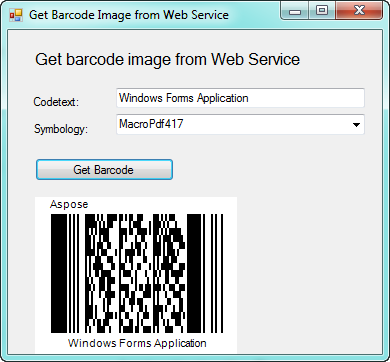 Get Barcode Image from Web Service
Get barcode image from Web Service
Codetext: Windows Forms Application
Symbology: MacroPdf417
Get Barcode
Aspose
Windows Forms Application